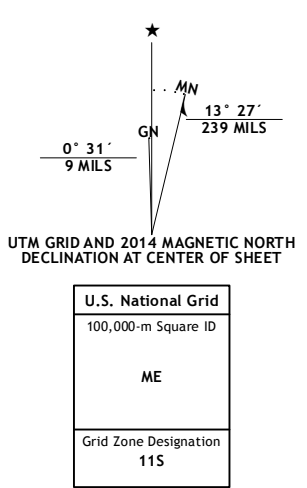 ★
MN
GN
13° 27´
239 MILS
0° 31´
9 MILS
UTM GRID AND 2014 MAGNETIC NORTH
DECLINATION AT CENTER OF SHEET
U.S. National Grid
100,000-m Square ID
ME
Grid Zone Designation
11S